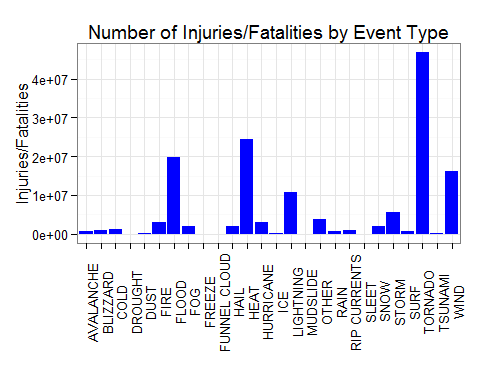 Number of Injuries/Fatalities by Event Type
Injuries/Fatalities
4e+07
3e+07
2e+07
1e+07
0e+00
AVALANCHE
BLIZZARD
COLD
DROUGHT
DUST
FIRE
FLOOD
FOG
FREEZE
FUNNEL CLOUD
HAIL
HEAT
HURRICANE
ICE
LIGHTNING
MUDSLIDE
OTHER
RAIN
RIP CURRENTS
SLEET
SNOW
STORM
SURF
TORNADO
TSUNAMI
WIND